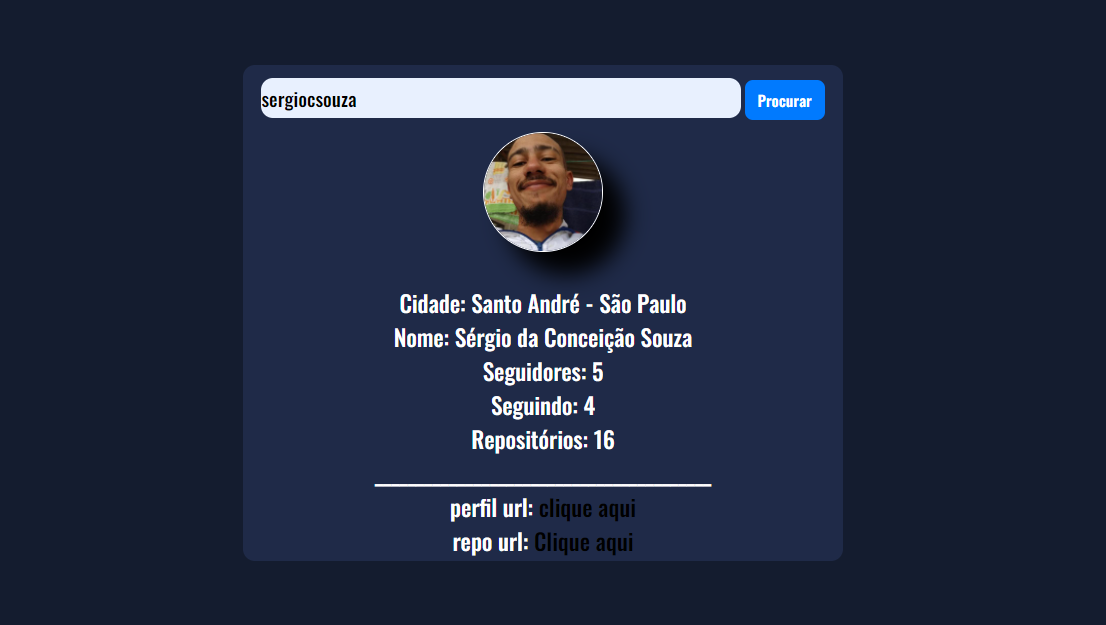 sergiocsouza
Procurar
Cidade: Santo André - São Paulo
Nome: Sérgio da Conceição Souza
Seguidores: 5
Seguindo: 4
Repositórios: 16
perfil url: clique aqui
repo url: Clique aqui